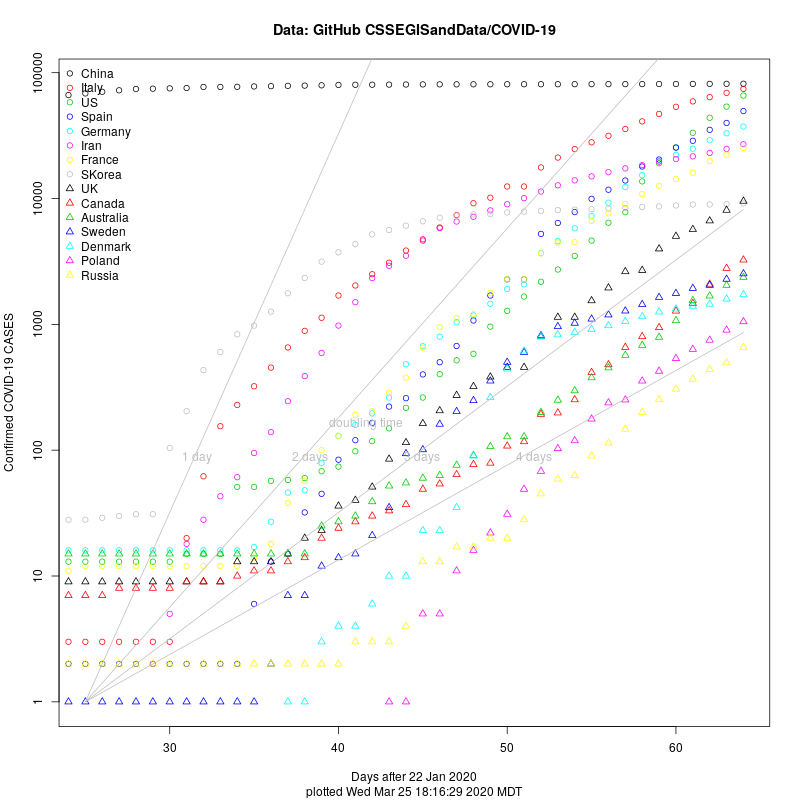 Data: GitHub CSSEGISandData/COVID-19
Confirmed COVID-19 CASES
100000
10000
1000
100
10
1
China
Italy
US
Spain
Germany
Iran
France
SKorea
UK
Canada
Australia
Sweden
Denmark
Poland
Russia
doubling time
1 day
2 days
3 days
4 days
30
40
50
60
Days after 22 Jan 2020
plotted Wed Mar 25 18:16:29 2020 MDT